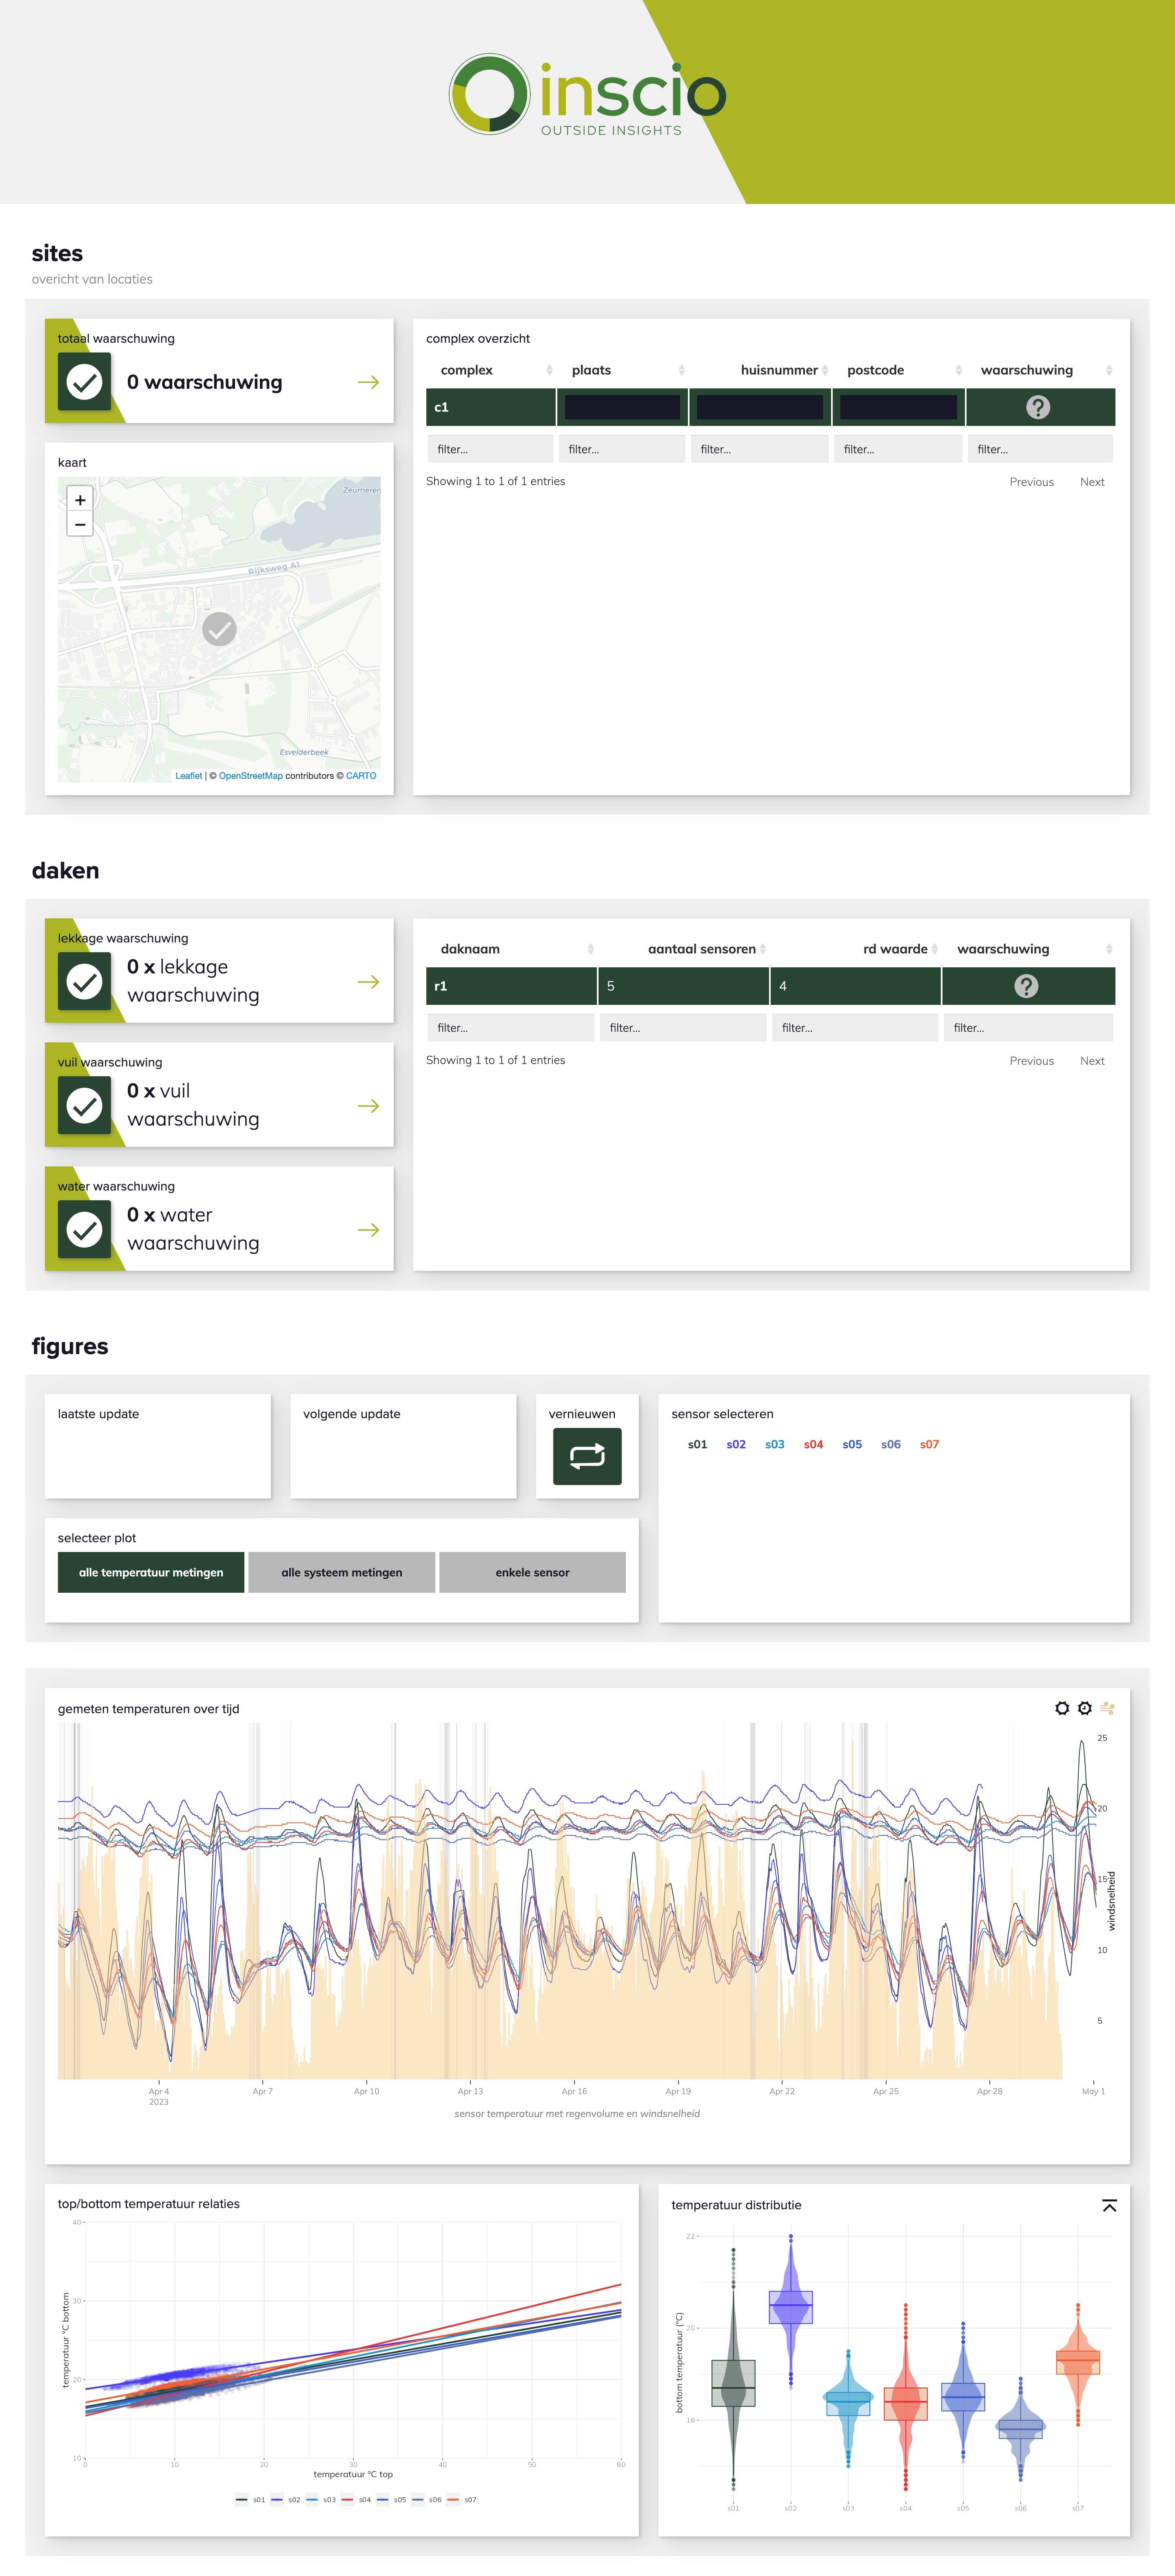 inscio
OUTSIDE INSIGHTS
sites
overicht van locaties
totaal waarschuwing
0 waarschuwing
kaart
+
−
Zeumeren
Rijksweg A1
Esvelderbeek
Leaflet | © OpenStreetMap contributors © CARTO
complex overzicht
complex plaats huisnummer postcode waarschuwing
c1
filter... filter... filter... filter... filter...
Showing 1 to 1 of 1 entries Previous Next
daken
lekkage waarschuwing
0 x lekkage
waarschuwing
vuil waarschuwing
0 x vuil
waarschuwing
water waarschuwing
0 x water
waarschuwing
daknaam aantaal sensoren rd waarde waarschuwing
r1 5 4
filter... filter... filter... filter...
Showing 1 to 1 of 1 entries Previous Next
figures
laatste update
volgende update
vernieuwen
sensor selecteren
s01 s02 s03 s04 s05 s06 s07
selecteer plot
alle temperatuur metingen alle systeem metingen enkele sensor
gemeten temperaturen over tijd
25
20
15
10
5
windsnelheid
Apr 4 Apr 7 Apr 10 Apr 13 Apr 16 Apr 19 Apr 22 Apr 25 Apr 28 May 1
2023
sensor temperatuur met regenvolume en windsnelheid
top/bottom temperatuur relaties
40
30
20
10
temperatuur °C bottom
0 10 20 30 40 50 60
temperatuur °C top
s01 s02 s03 s04 s05 s06 s07
temperatuur distributie
22
20
18
bottom temperatuur (°C)
s01 s02 s03 s04 s05 s06 s07